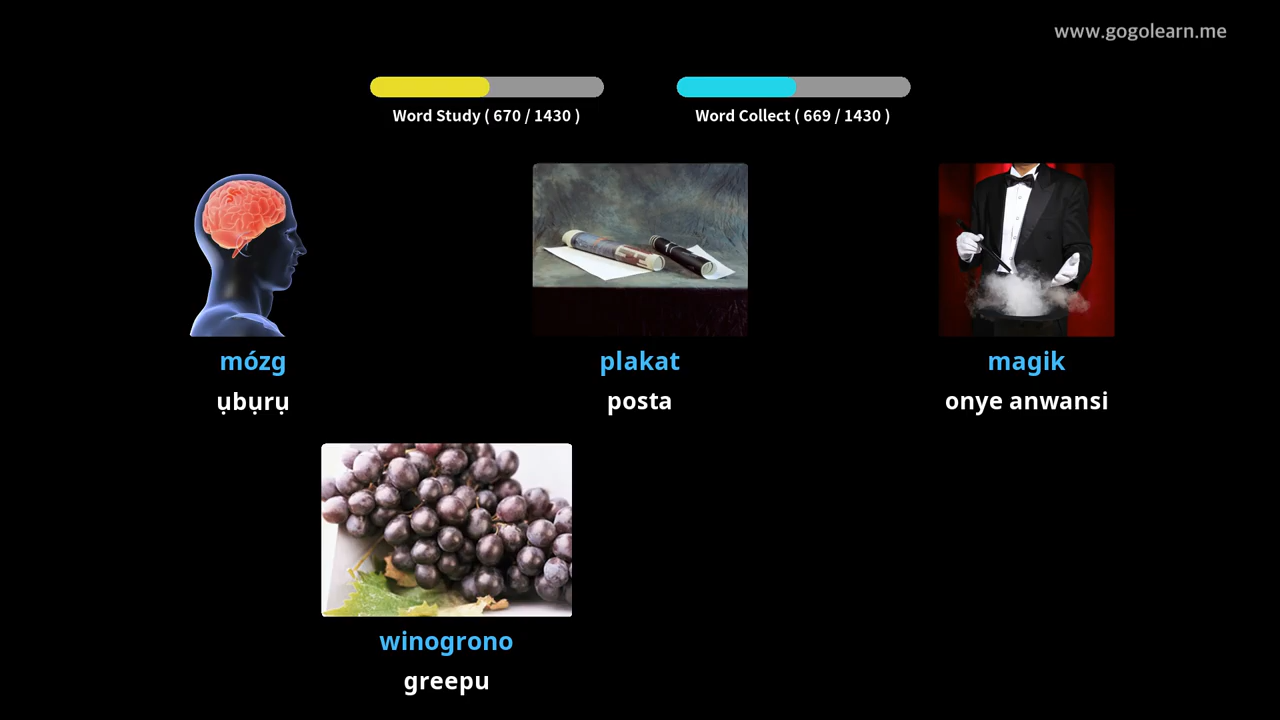 www.gogolearn.me
Word Study ( 670 / 1430 )
Word Collect ( 669 / 1430 )
mózg
ụbụrụ
plakat
posta
magik
onye anwansi
winogrono
greepu